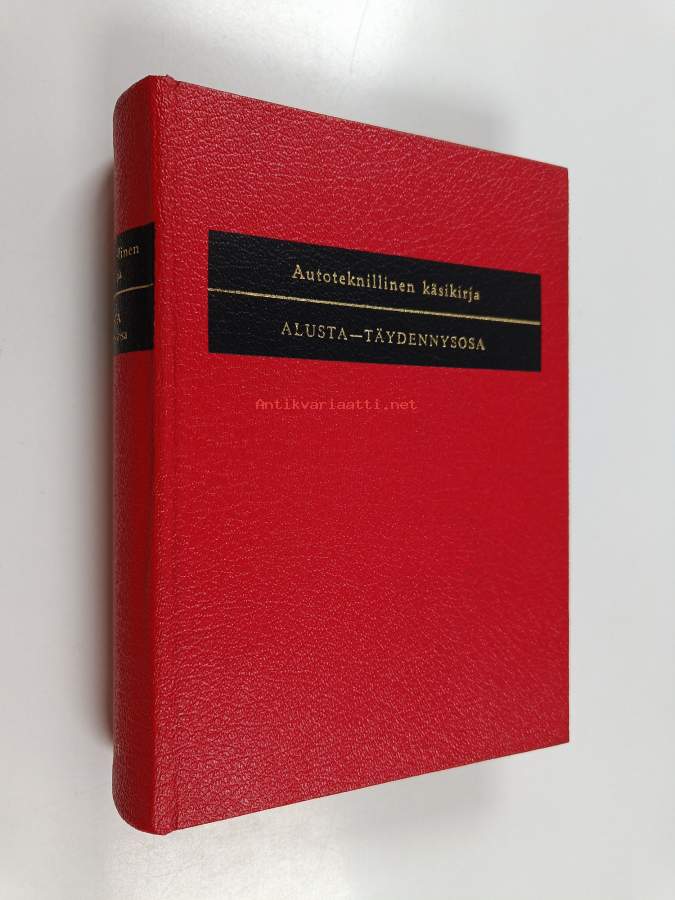 Autoteknillinen käsikirja
ALUSTA—TÄYDENNYSOSA
Antikvariaatti.net